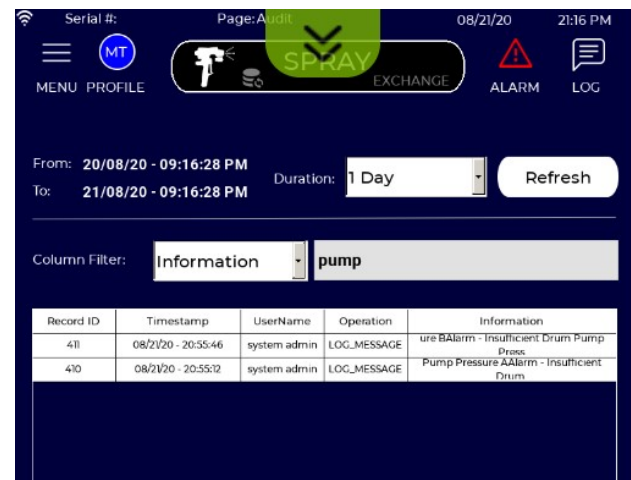 Serial #: Page:Audit 08/21/20 21:16 PM
MT
SPRAY
EXCHANGE
MENU PROFILE ALARM LOG
From: 20/08/20 - 09:16:28 PM
Duration: 1 Day Refresh
To: 21/08/20 - 09:16:28 PM
Column Filter: Information pump
Record ID Timestamp UserName Operation Information
411 08/21/20 - 20:55:46 system admin LOG_MESSAGE ure BAlarm - Insufficient Drum Pump
Press
410 08/21/20 - 20:55:12 system admin LOG_MESSAGE Pump Pressure AAlarm - Insufficient
Drum